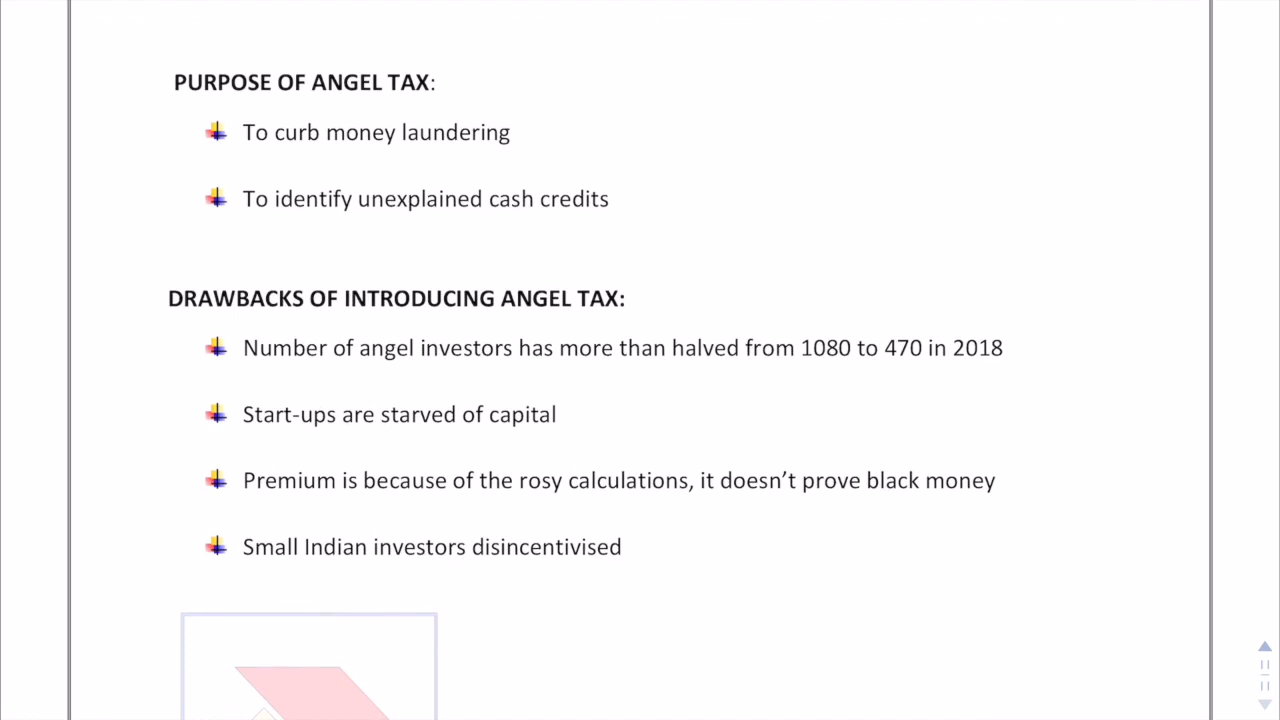 PURPOSE OF ANGEL TAX:
To curb money laundering
To identify unexplained cash credits
DRAWBACKS OF INTRODUCING ANGEL TAX:
Number of angel investors has more than halved from 1080 to 470 in 2018
Start-ups are starved of capital
Premium is because of the rosy calculations, it doesn’t prove black money
Small Indian investors disincentivised